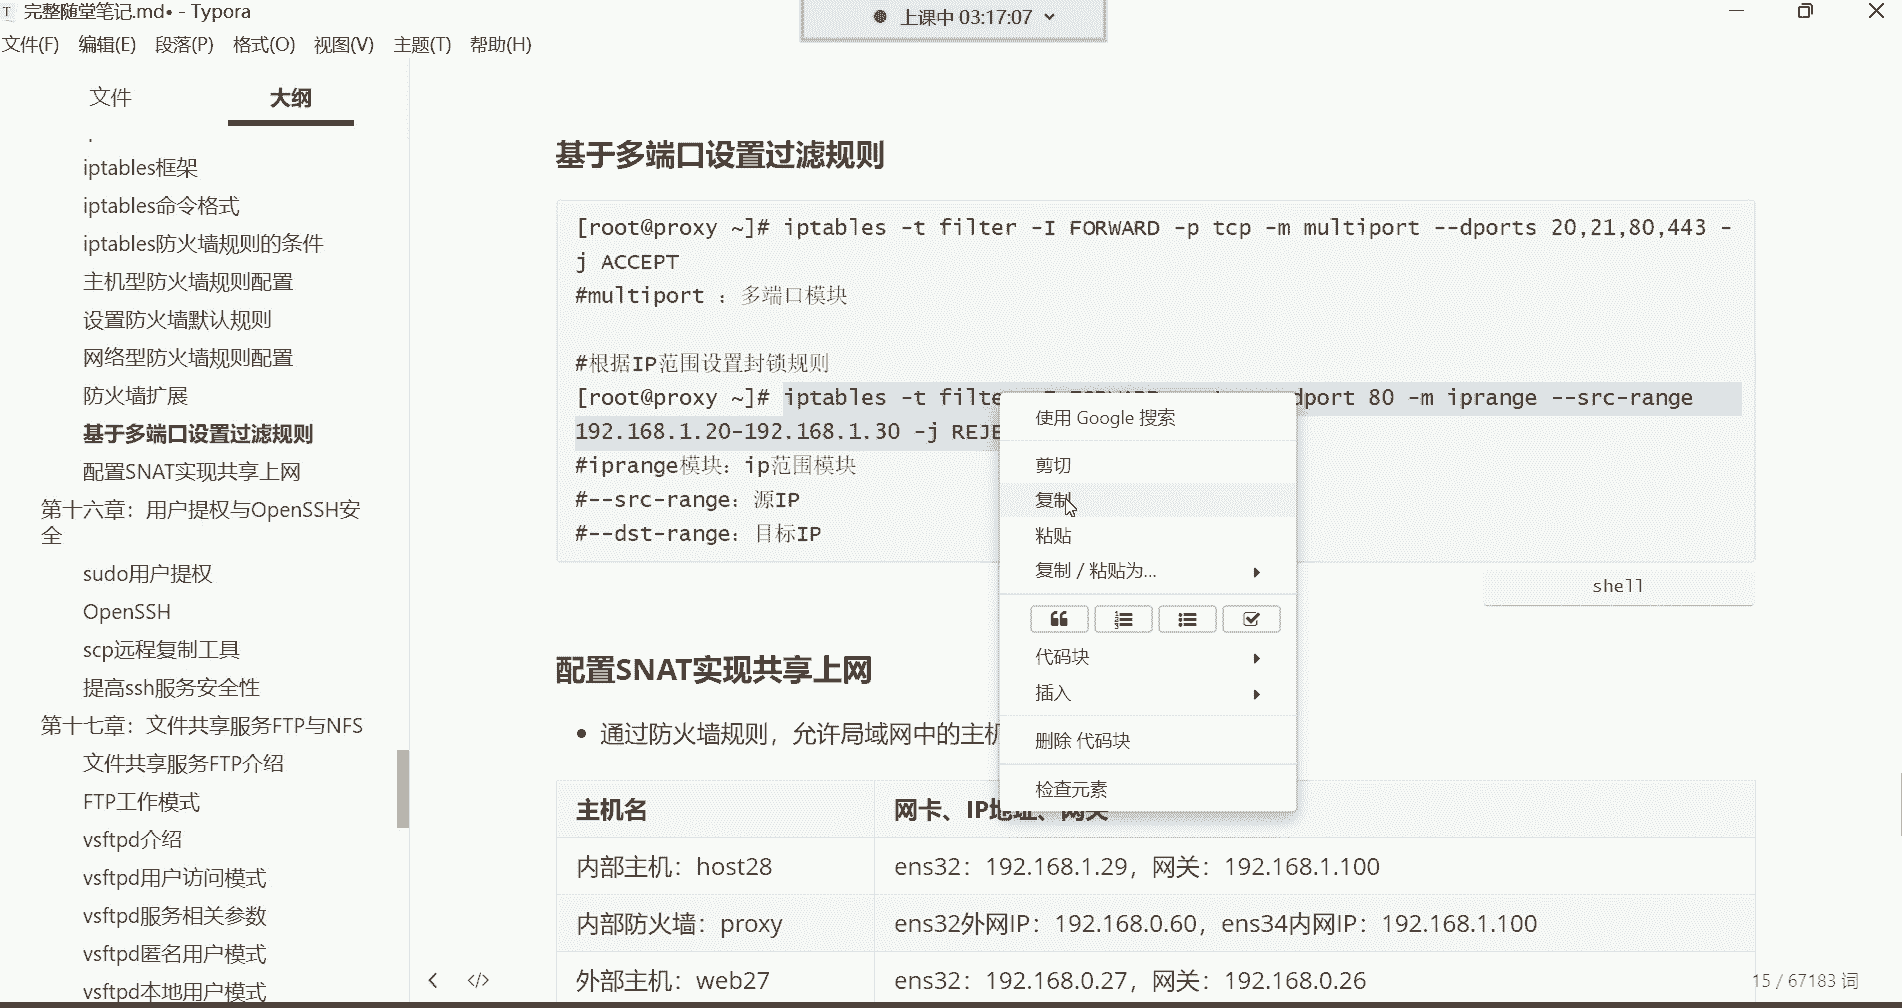 完整随堂笔记.md• - Typora
上课中 03:17:07
文件(F) 编辑(E) 段落(P) 格式(O) 视图(V) 主题(T) 帮助(H)
文件 大纲
iptables框架
iptables命令格式
iptables防火墙规则的条件
主机型防火墙规则配置
设置防火墙默认规则
网络型防火墙规则配置
防火墙扩展
基于多端口设置过滤规则
配置SNAT实现共享上网
第十六章：用户提权与OpenSSH安
全
sudo用户提权
OpenSSH
scp远程复制工具
提高ssh服务安全性
第十七章：文件共享服务FTP与NFS
文件共享服务FTP介绍
FTP工作模式
vsftpd介绍
vsftpd用户访问模式
vsftpd服务相关参数
vsftpd匿名用户模式
vsftpd本地用户模式
基于多端口设置过滤规则
[root@proxy ~]# iptables -t filter -I FORWARD -p tcp -m multiport --dports 20,21,80,443 -
j ACCEPT
#multiport ：多端口模块
#根据IP范围设置封锁规则
[root@proxy ~]# iptables -t filte dport 80 -m iprange --src-range
192.168.1.20-192.168.1.30 -j REJE
#iprange模块：ip范围模块
#--src-range：源IP
#--dst-range：目标IP
shell
使用 Google 搜索
剪切
复制
粘贴
复制 / 粘贴为...
代码块
插入
删除 代码块
检查元素
配置SNAT实现共享上网
• 通过防火墙规则，允许局域网中的主机
主机名 网卡、IP地址、网关
内部主机：host28 ens32：192.168.1.29，网关：192.168.1.100
内部防火墙：proxy ens32外网IP：192.168.0.60，ens34内网IP：192.168.1.100
外部主机：web27 ens32：192.168.0.27，网关：192.168.0.26
15 / 67183 词